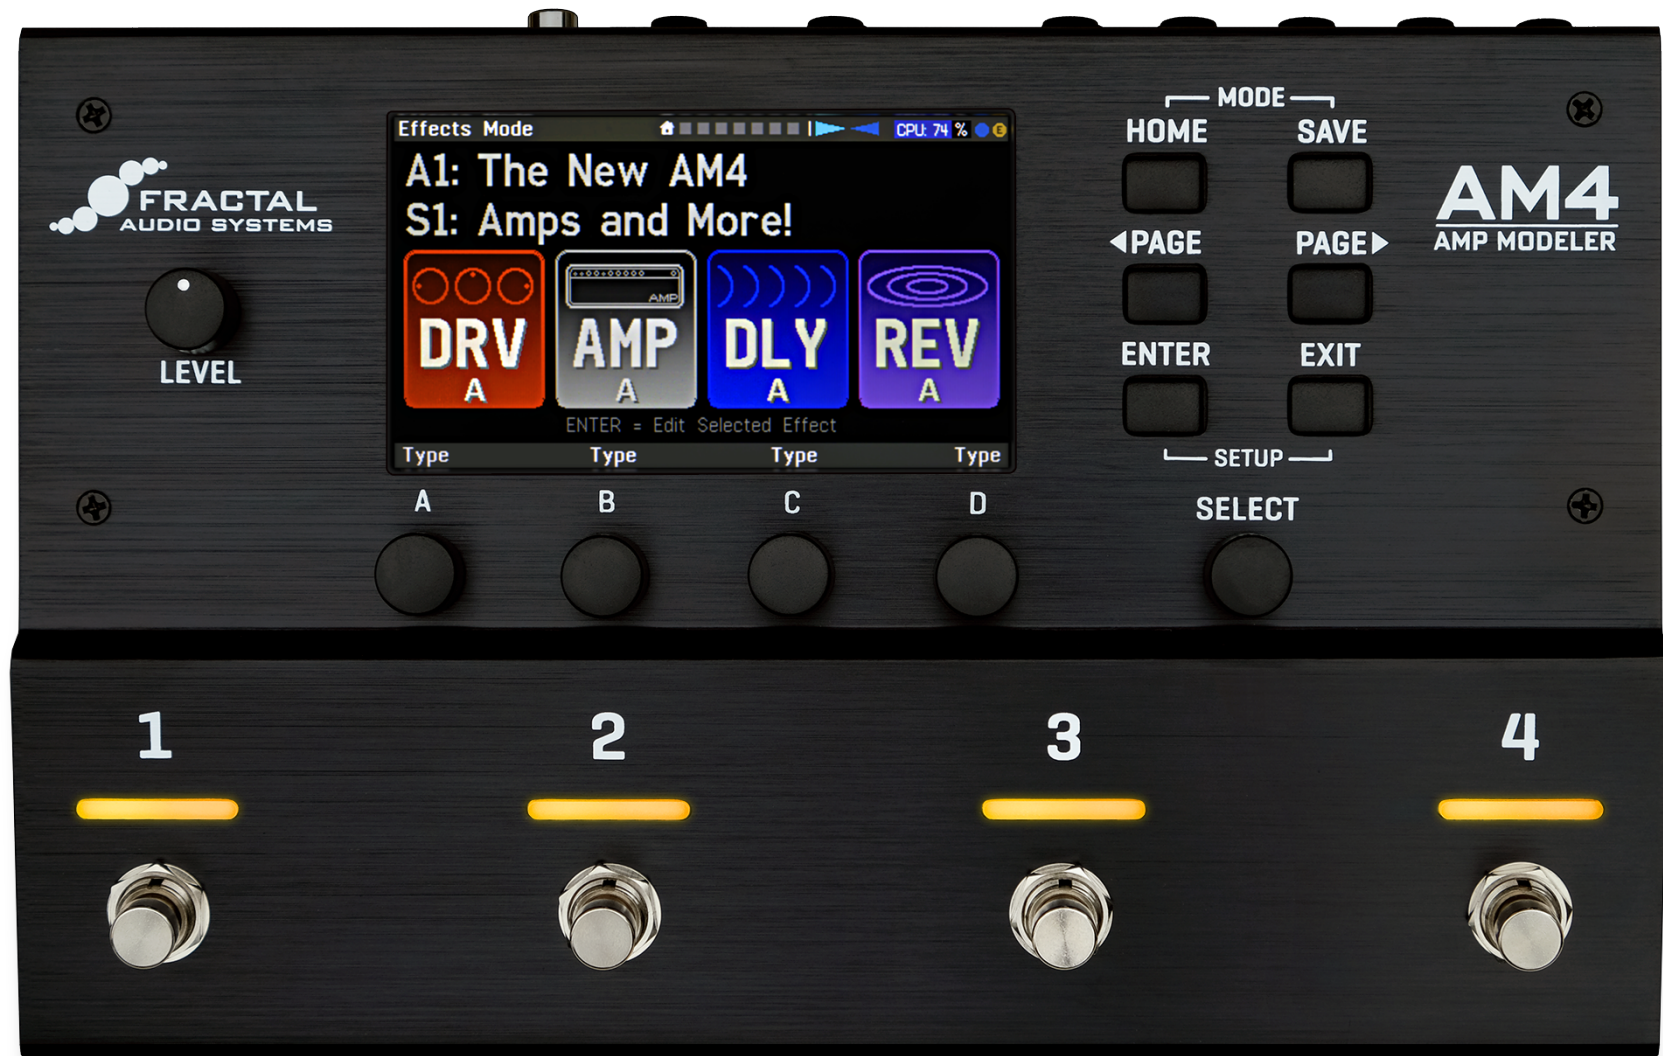 MODE
HOME SAVE
◀PAGE PAGE▶
ENTER EXIT
SETUP
SELECT
FRACTAL
AUDIO SYSTEMS
LEVEL
AM4
AMP MODELER
Effects Mode
CPU: 74 %
E
A1: The New AM4
S1: Amps and More!
DRV
A
AMP
AMP
A
DLY
A
REV
A
ENTER = Edit Selected Effect
Type Type Type Type
A B C D
1 2 3 4